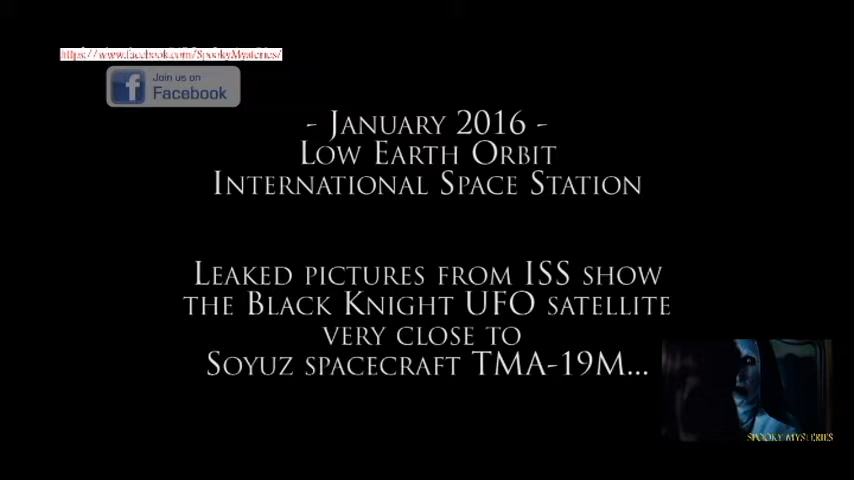 https://www.facebook.com/SpookyMysteries/
Join us on
Facebook
- January 2016 -
Low Earth Orbit
International Space Station
Leaked pictures from ISS show
the Black Knight UFO satellite
very close to
Soyuz spacecraft TMA-19M...
SPOOKY MYSTERIES